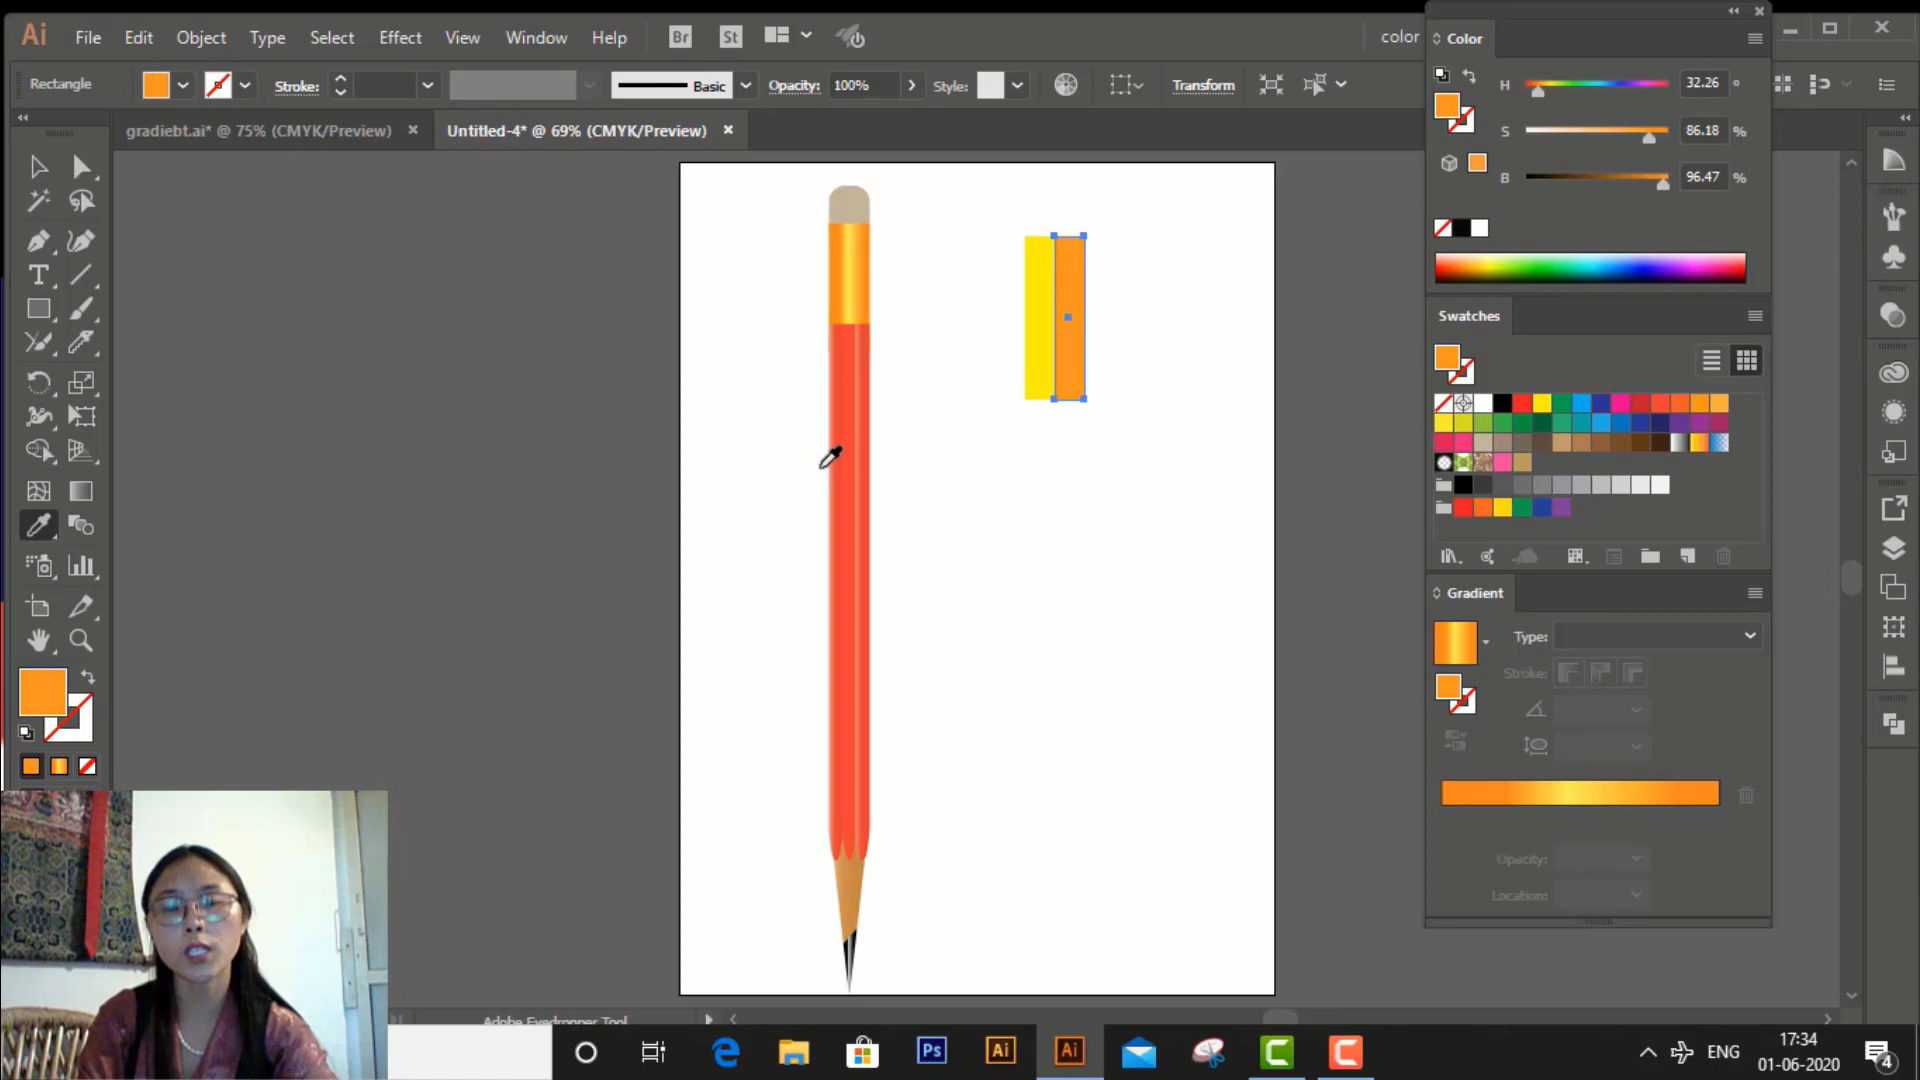 Ai File Edit Object Type Select Effect View Window Help Br St color
Rectangle Stroke: Basic Opacity: 100% Style: Transform
gradiebt.ai* @ 75% (CMYK/Preview) × Untitled-4* @ 69% (CMYK/Preview) ×
Color
H 32.26 °
S 86.18 %
B 96.47 %
Swatches
Gradient
Type:
Stroke:
Opacity:
Location:
Adobe Eyedropper Tool
Ps Ai Ai
ENG
17:34
01-06-2020
4